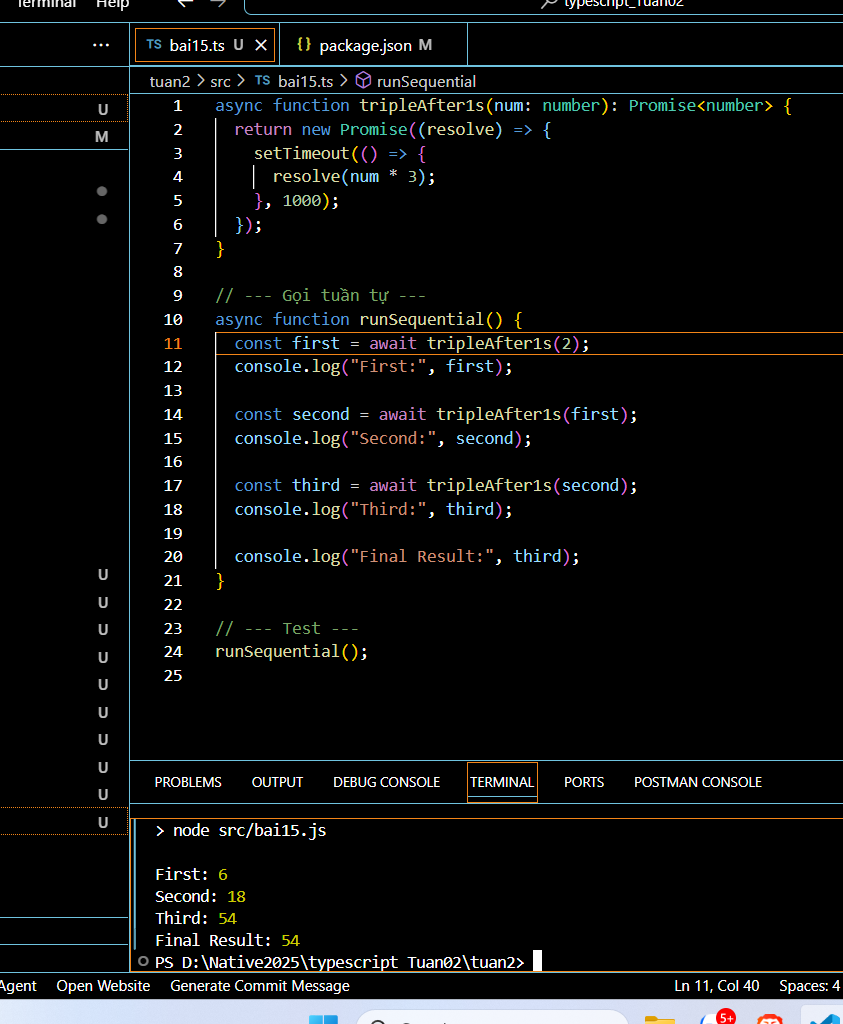 Terminal Help
typescript_Tuan02
... TS bai15.ts U × {} package.json M
tuan2 > src > TS bai15.ts > runSequential
U
M
1 async function tripleAfter1s(num: number): Promise<number> {
2 return new Promise((resolve) => {
3 setTimeout(() => {
4 resolve(num * 3);
5 }, 1000);
6 });
7 }
8
9 // --- Gọi tuần tự ---
10 async function runSequential() {
11 const first = await tripleAfter1s(2);
12 console.log("First:", first);
13
14 const second = await tripleAfter1s(first);
15 console.log("Second:", second);
16
17 const third = await tripleAfter1s(second);
18 console.log("Third:", third);
19
20 console.log("Final Result:", third);
21 }
22
23 // --- Test ---
24 runSequential();
25
U
U
U
U
U
U
U
U
U
U
PROBLEMS OUTPUT DEBUG CONSOLE TERMINAL PORTS POSTMAN CONSOLE
> node src/bai15.js
First: 6
Second: 18
Third: 54
Final Result: 54
PS D:\Native2025\typescript_Tuan02\tuan2>
Agent Open Website Generate Commit Message Ln 11, Col 40 Spaces: 4
5+